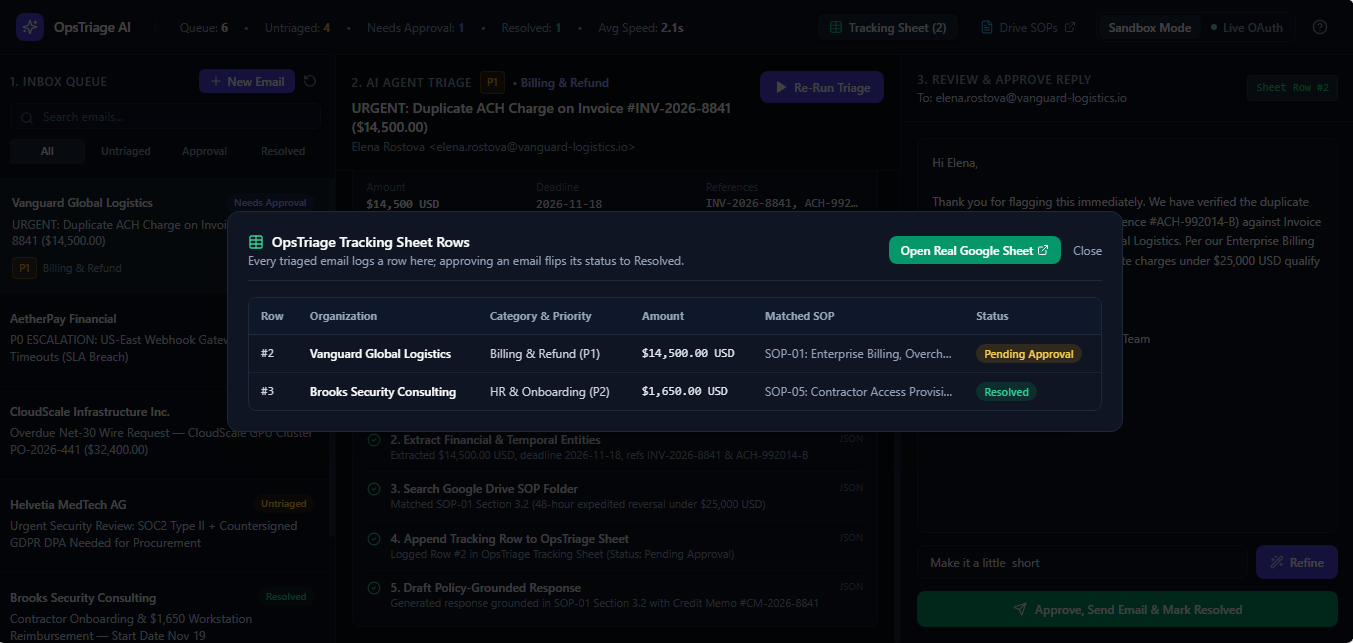 OpsTriage AI
Queue: 6 • Untriaged: 4 • Needs Approval: 1 • Resolved: 1 • Avg Speed: 2.1s
Tracking Sheet (2)
Drive SOPs
Sandbox Mode
Live OAuth
1. INBOX QUEUE
+ New Email
Search emails...
All
Untriaged
Approval
Resolved
Vanguard Global Logistics
Needs Approval
URGENT: Duplicate ACH Charge on Invoi
8841 ($14,500.00)
P1
Billing & Refund
AetherPay Financial
P0 ESCALATION: US-East Webhook Gatew
Timeouts (SLA Breach)
CloudScale Infrastructure Inc.
Overdue Net-30 Wire Request — CloudScale GPU Cluster
PO-2026-441 ($32,400.00)
Helvetia MedTech AG
Untriaged
Urgent Security Review: SOC2 Type II + Countersigned
GDPR DPA Needed for Procurement
Brooks Security Consulting
Resolved
Contractor Onboarding & $1,650 Workstation
Reimbursement — Start Date Nov 19
2. AI AGENT TRIAGE
P1
• Billing & Refund
Re-Run Triage
URGENT: Duplicate ACH Charge on Invoice #INV-2026-8841
($14,500.00)
Elena Rostova <elena.rostova@vanguard-logistics.io>
Amount
Deadline
References
$14,500 USD
2026-11-18
INV-2026-8841, ACH-992…
OpsTriage Tracking Sheet Rows
Every triaged email logs a row here; approving an email flips its status to Resolved.
Open Real Google Sheet
Close
Row
Organization
Category & Priority
Amount
Matched SOP
Status
#2
Vanguard Global Logistics
Billing & Refund (P1)
$14,500.00 USD
SOP-01: Enterprise Billing, Overch...
Pending Approval
#3
Brooks Security Consulting
HR & Onboarding (P2)
$1,650.00 USD
SOP-05: Contractor Access Provisi...
Resolved
2. Extract Financial & Temporal Entities
JSON
Extracted $14,500.00 USD, deadline 2026-11-18, refs INV-2026-8841 & ACH-992014-B
3. Search Google Drive SOP Folder
JSON
Matched SOP-01 Section 3.2 (48-hour expedited reversal under $25,000 USD)
4. Append Tracking Row to OpsTriage Sheet
JSON
Logged Row #2 in OpsTriage Tracking Sheet (Status: Pending Approval)
5. Draft Policy-Grounded Response
JSON
Generated response grounded in SOP-01 Section 3.2 with Credit Memo #CM-2026-8841
3. REVIEW & APPROVE REPLY
To: elena.rostova@vanguard-logistics.io
Sheet Row #2
Hi Elena,
Thank you for flagging this immediately. We have verified the duplicate
ence #ACH-992014-B) against Invoice
al Logistics. Per our Enterprise Billing
te charges under $25,000 USD qualify
Team
Make it a little short
Refine
Approve, Send Email & Mark Resolved